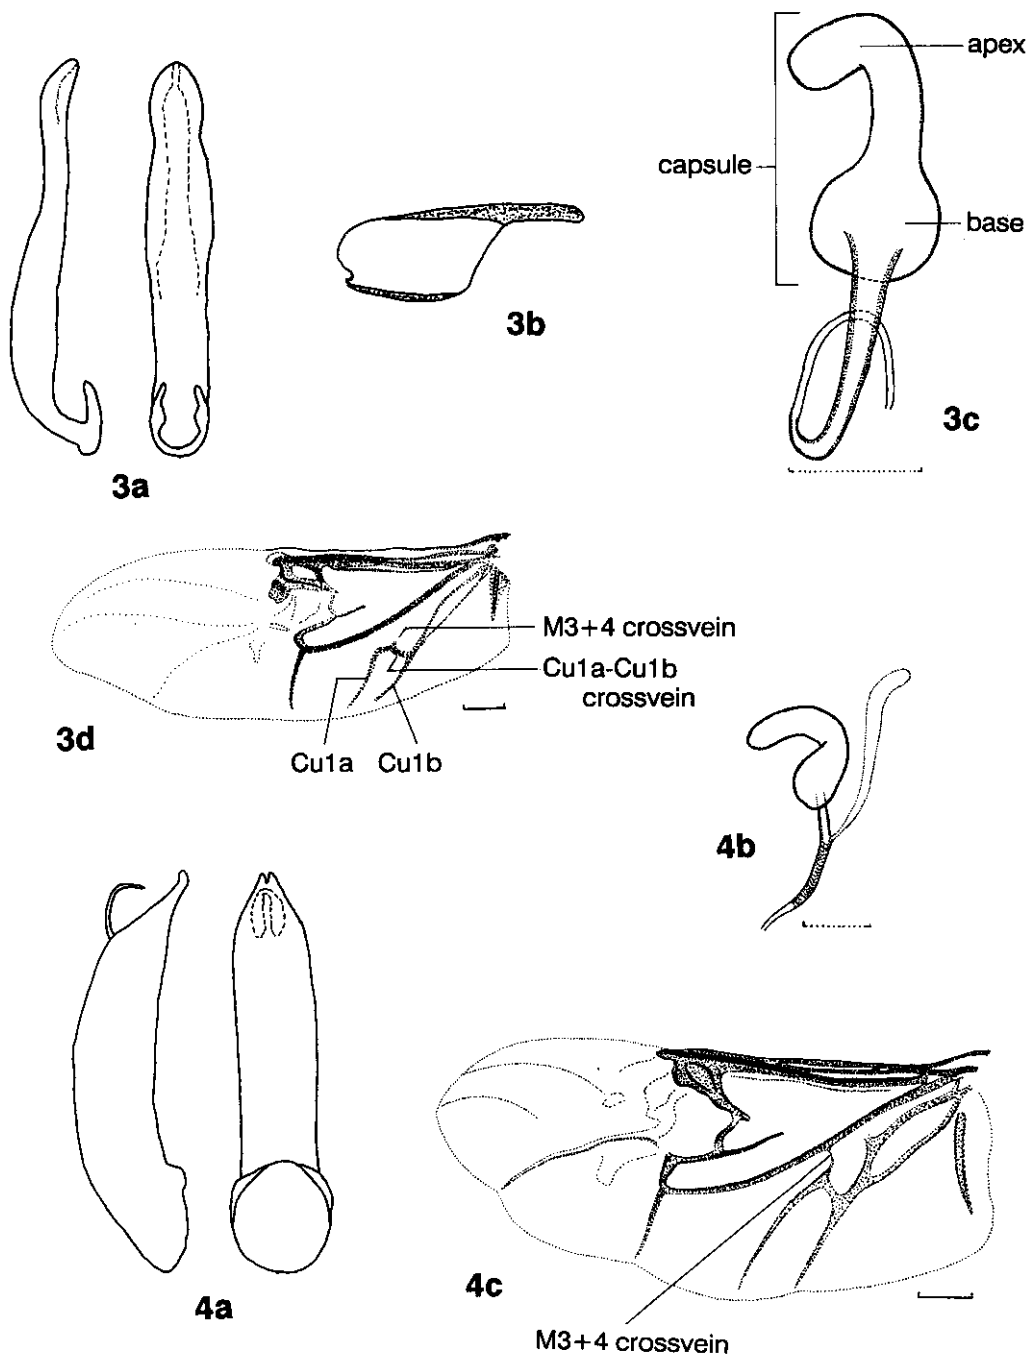 apex
capsule
base
3a
3b
3c
M3+4 crossvein
Cu1a-Cu1b
crossvein
3d
Cu1a
Cu1b
4b
4a
4c
M3+4 crossvein